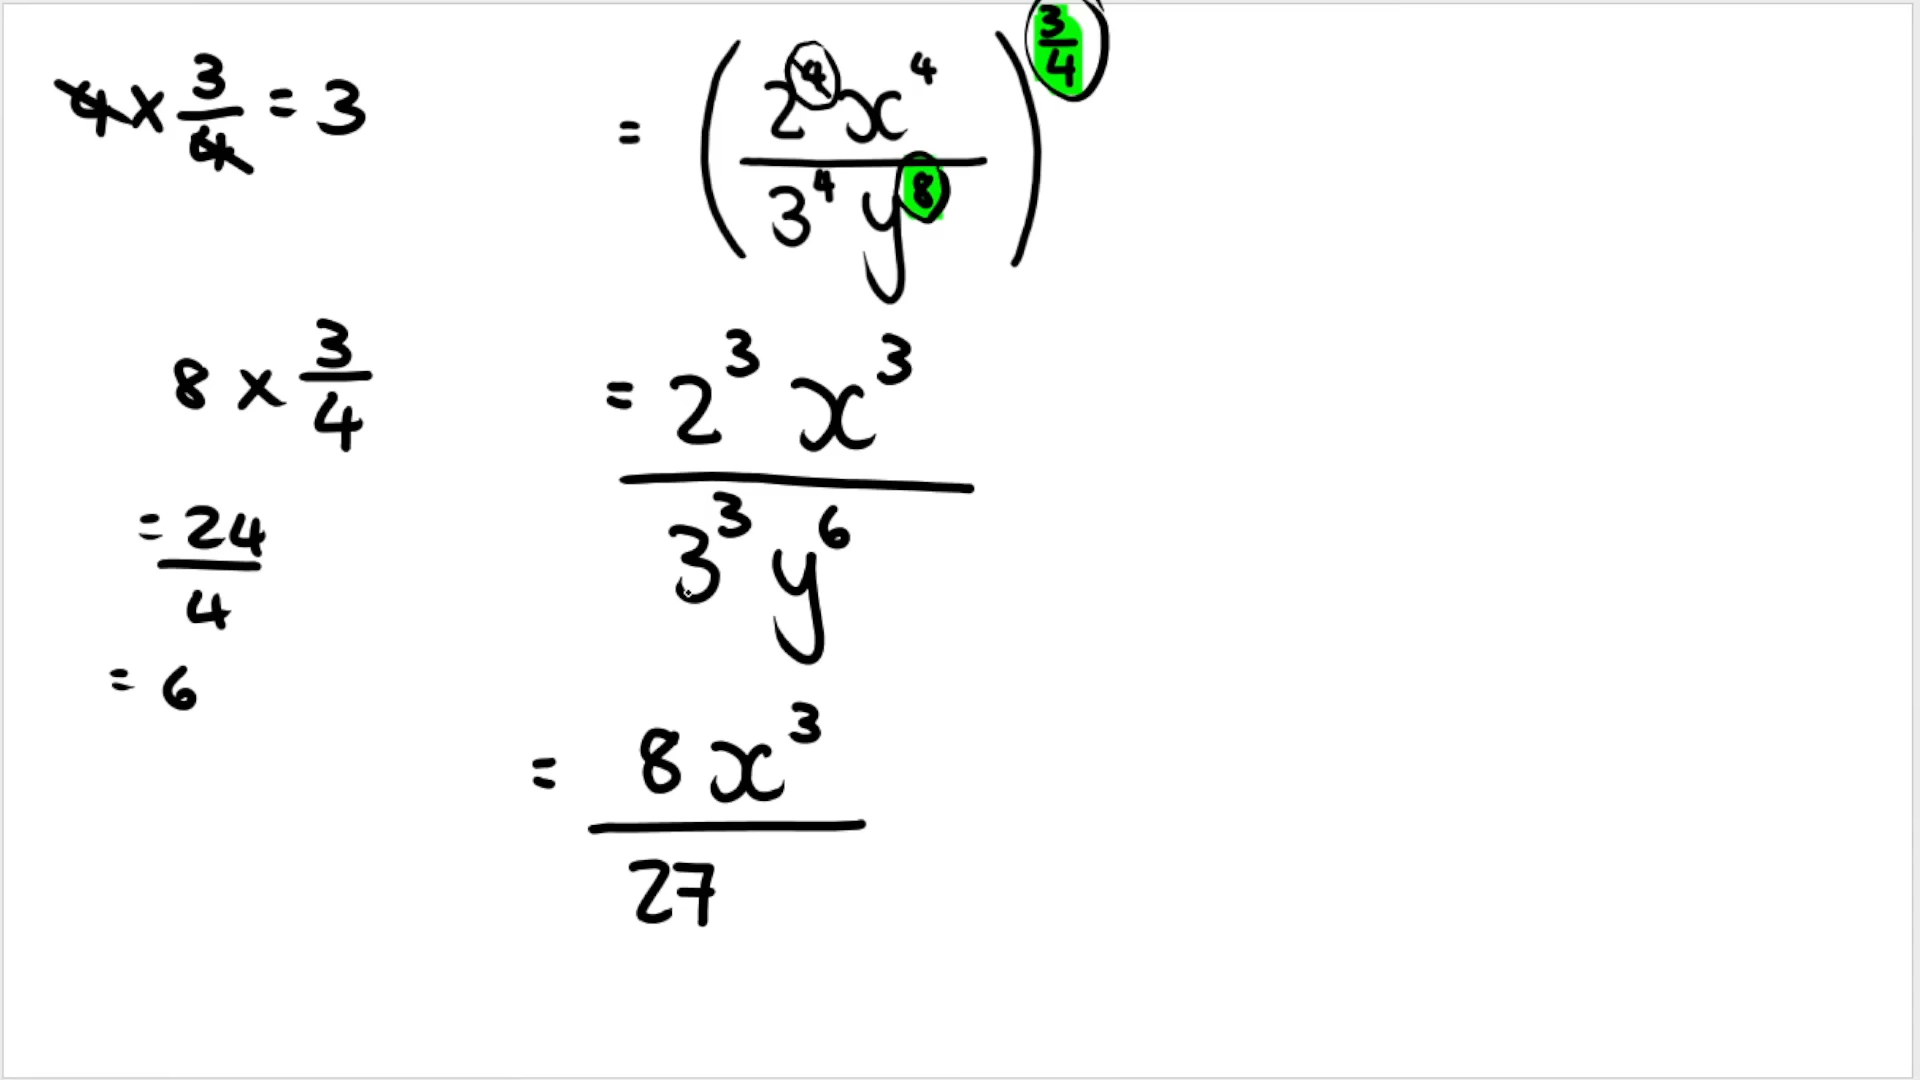 4 × 3/4 = 3
= (2⁴x⁴ / 3⁴y⁸)^(3/4)
8 × 3/4
= 24/4
= 6
= 2³x³ / 3³y⁶
= 8x³ / 27